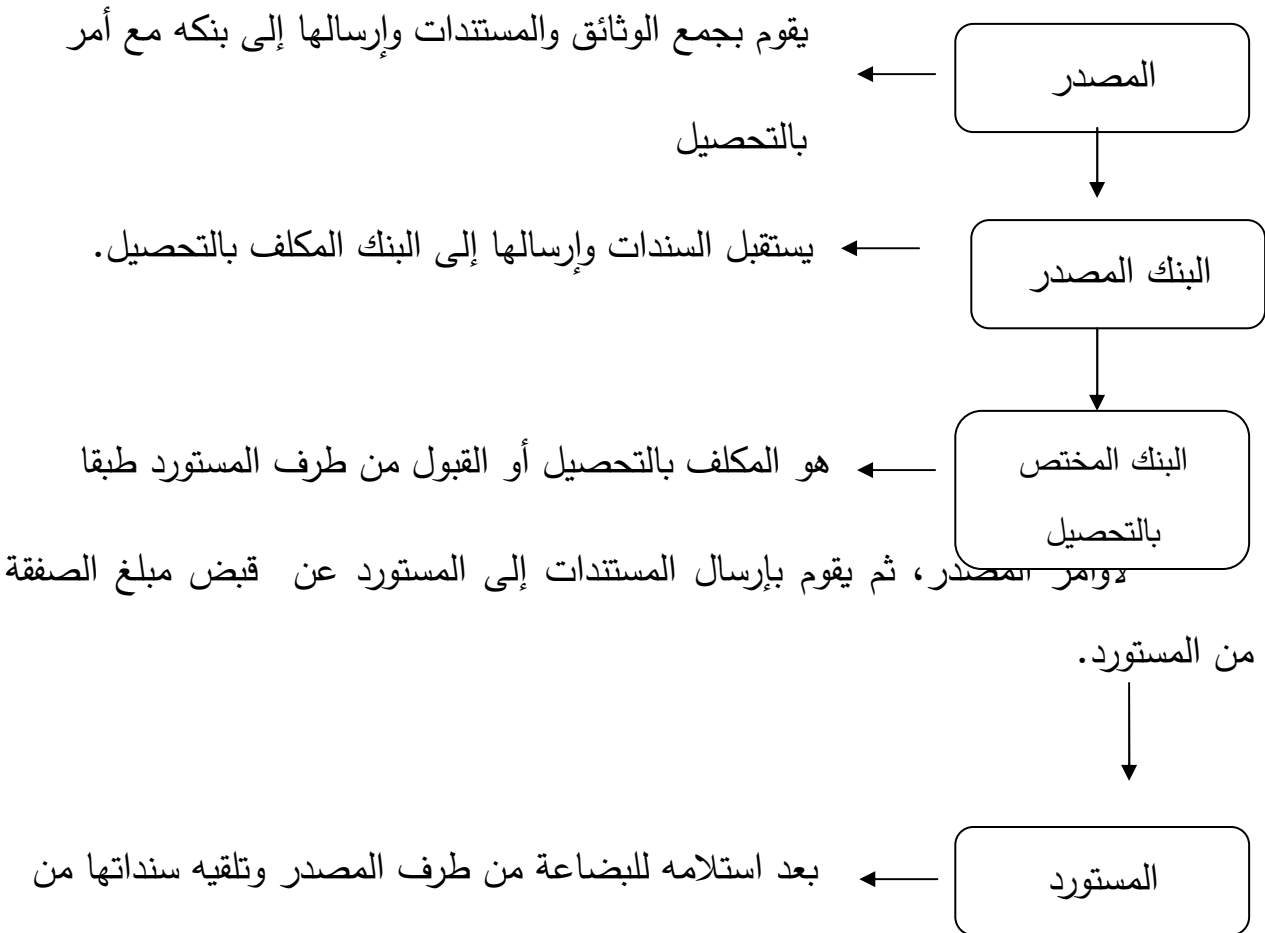 المصدر
يقوم بجمع الوثائق والمستندات وإرسالها إلى بنكه مع أمر
بالتحصيل
البنك المصدر
يستقبل السندات وإرسالها إلى البنك المكلف بالتحصيل.
البنك المختص
بالتحصيل
هو المكلف بالتحصيل أو القبول من طرف المستورد طبقا
لأوامر المصدر، ثم يقوم بإرسال المستندات إلى المستورد عن قبض مبلغ الصفقة
من المستورد.
المستورد
بعد استلامه للبضاعة من طرف المصدر وتلقيه سنداتها من